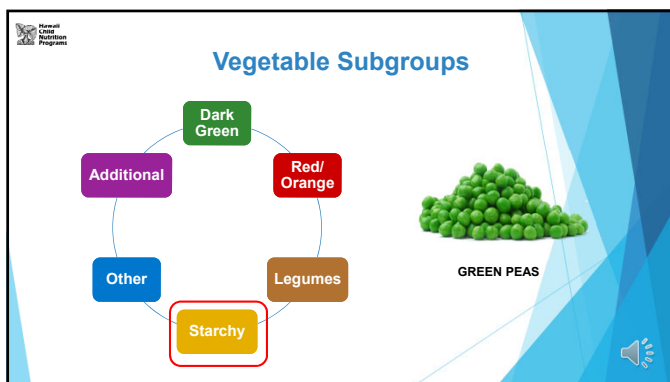 Hawaii
Child
Nutrition
Programs
Vegetable Subgroups
Dark
Green
Additional
Red/
Orange
Other
Legumes
Starchy
GREEN PEAS